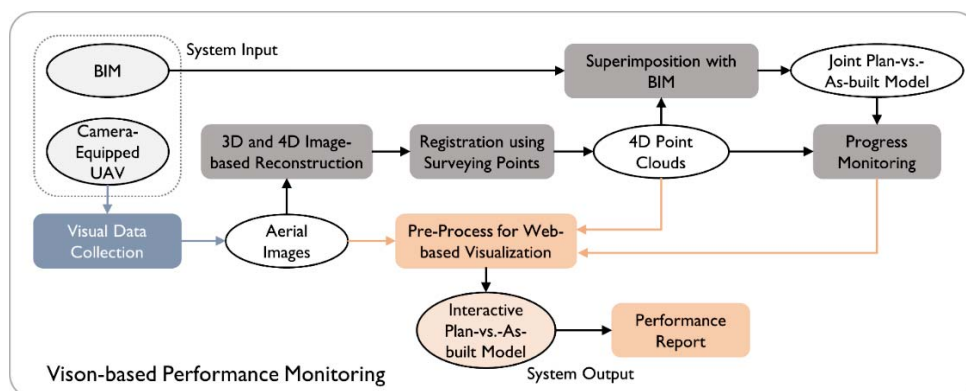 System Input
BIM
Superimposition with
BIM
Joint Plan-vs.-
As-built Model
Camera-
Equipped
UAV
3D and 4D Image-
based Reconstruction
Registration using
Surveying Points
4D Point
Clouds
Progress
Monitoring
Visual Data
Collection
Aerial
Images
Pre-Process for Web-
based Visualization
Interactive
Plan-vs.-As-
built Model
Performance
Report
System Output
Vison-based Performance Monitoring